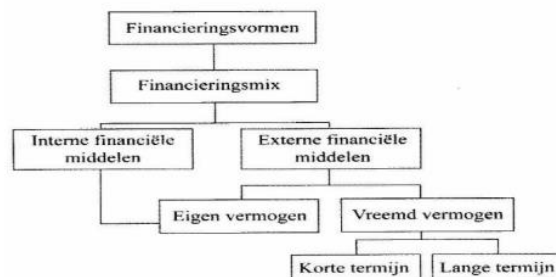 Financieringsvormen
Financieringsmix
Interne financiële
middelen
Externe financiële
middelen
Eigen vermogen
Vreemd vermogen
Korte termijn
Lange termijn